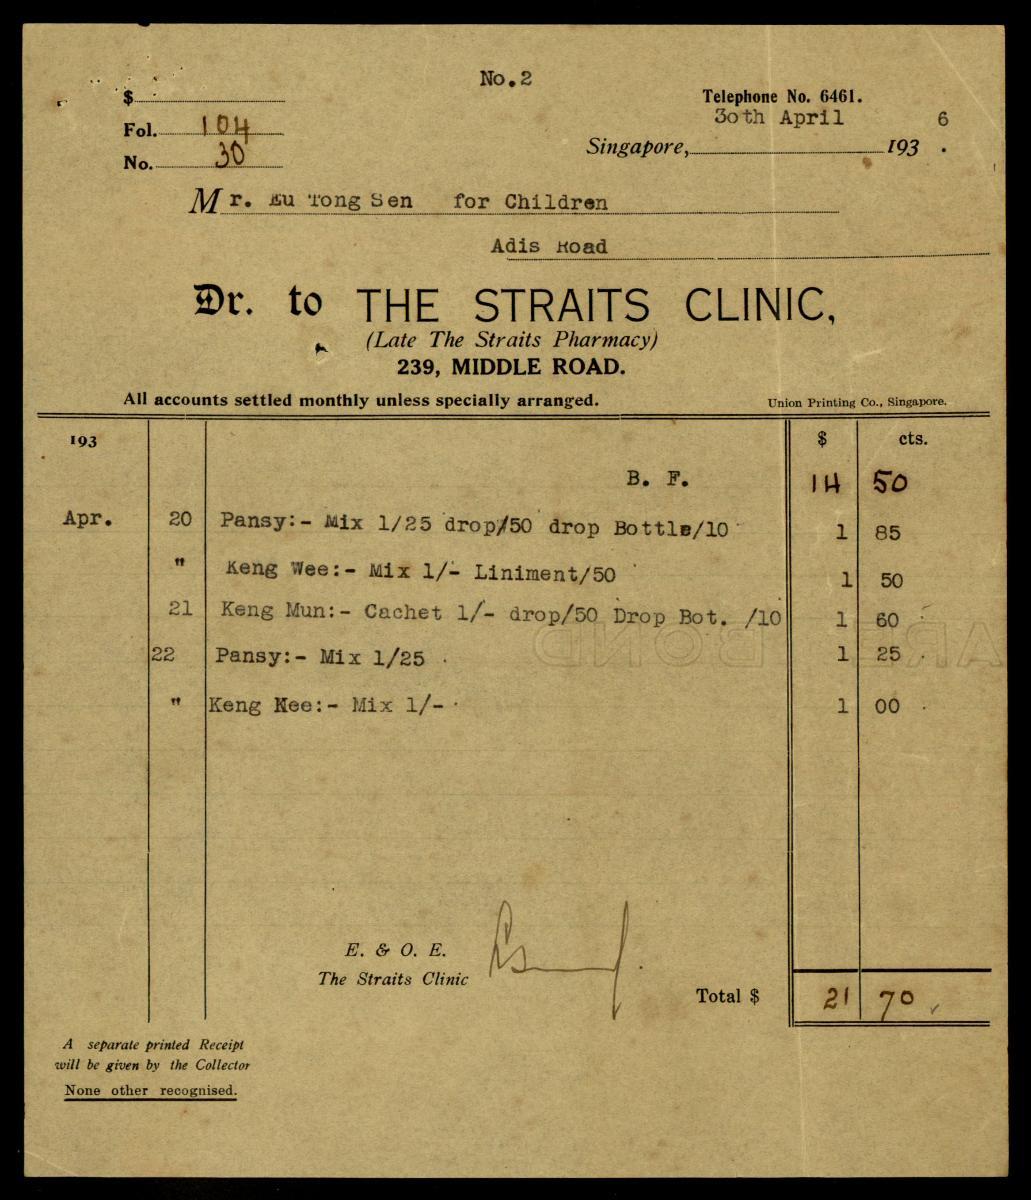 No.2
$
Telephone No. 6461.
Fol. 104
30th April 6
No. 30
Singapore, 193 .
Mr. Eu Tong Sen for Children
Adis Road
Dr. to THE STRAITS CLINIC,
(Late The Straits Pharmacy)
239, MIDDLE ROAD.
All accounts settled monthly unless specially arranged.
Union Printing Co., Singapore.
193 $ cts.
B. F. 14 50
Apr. 20 Pansy:- Mix 1/25 drop/50 drop Bottle/10 1 85
" Keng Wee:- Mix 1/- Liniment/50 1 50
21 Keng Mun:- Cachet 1/- drop/50 Drop Bot. /10 1 60
22 Pansy:- Mix 1/25 1 25
" Keng Kee:- Mix 1/- 1 00
E. & O. E.
The Straits Clinic
Total $ 21 70
A separate printed Receipt
will be given by the Collector
None other recognised.
BOND